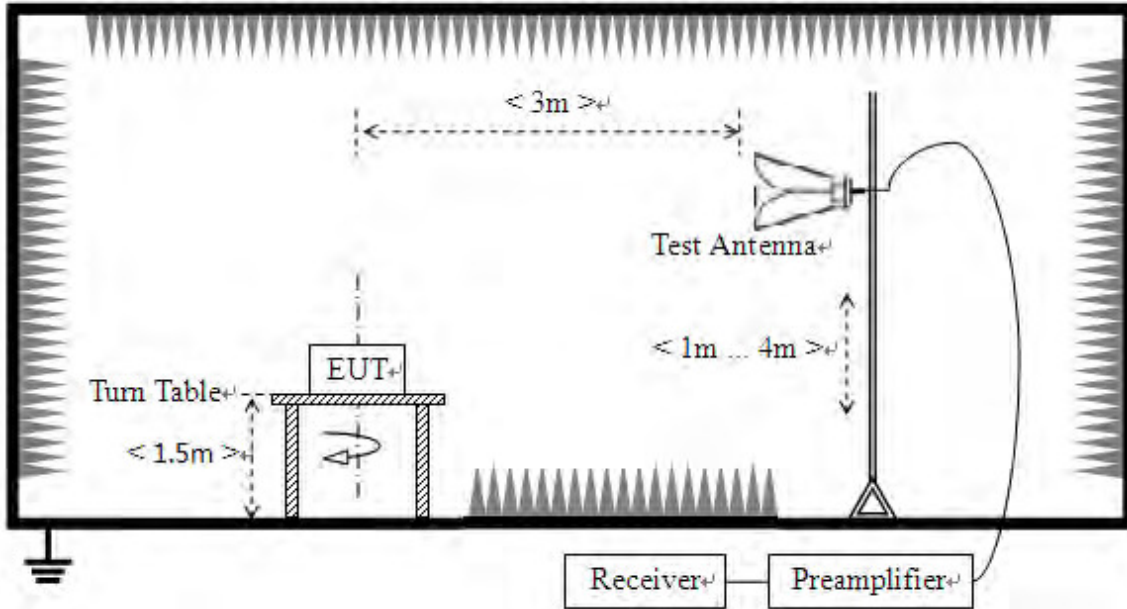 < 3m >↵
Test Antenna↵
< 1m ... 4m >↵
EUT↵
Turn Table↵
< 1.5m >↵
Receiver↵
Preamplifier↵